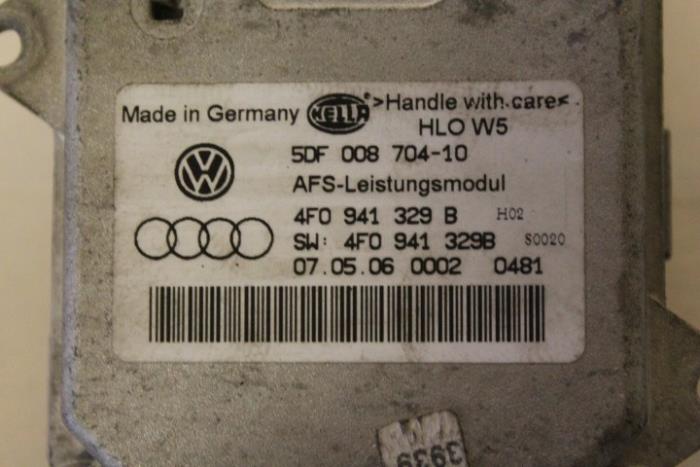 Made in Germany HELLA ® >Handle with care<
HLO W5
5DF 008 704-10
AFS-Leistungsmodul
4F0 941 329 B H02
SW: 4F0 941 329B S0020
07.05.06 0002 0481
3939